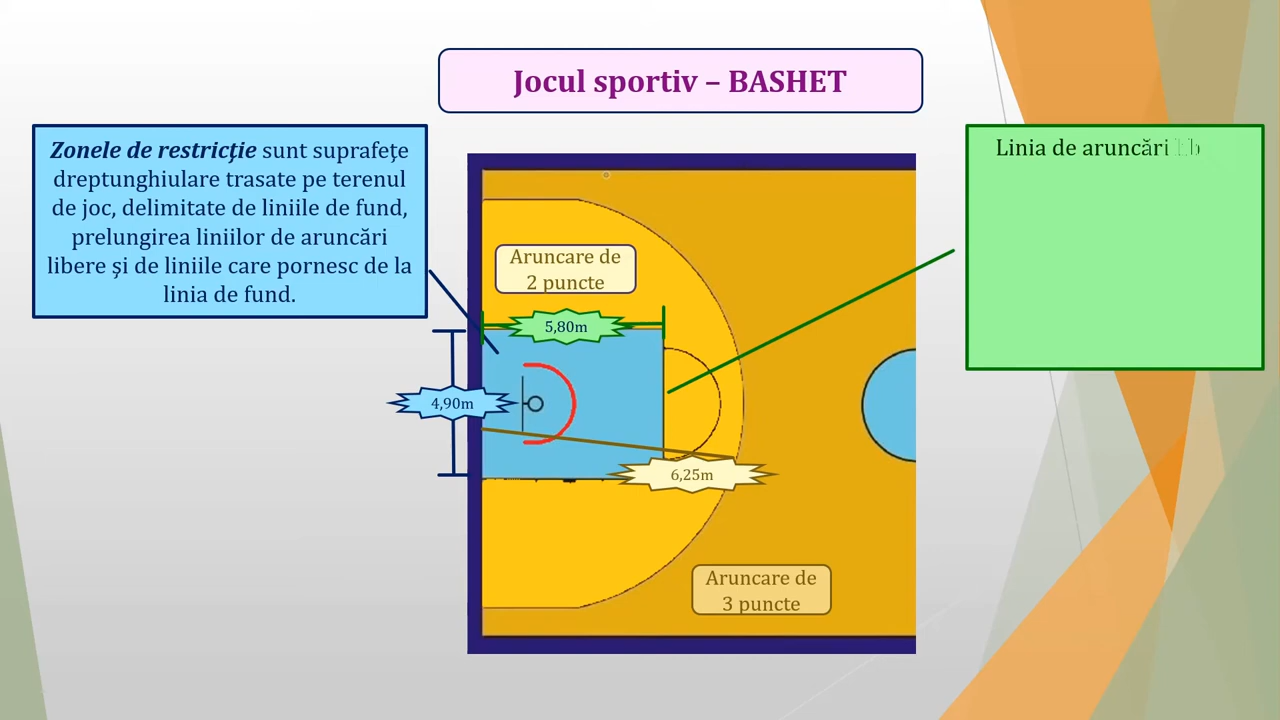 Jocul sportiv – BASHET
Zonele de restricţie sunt suprafeţe
dreptunghiulare trasate pe terenul
de joc, delimitate de liniile de fund,
prelungirea liniilor de aruncări
libere şi de liniile care pornesc de la
linia de fund.
Linia de aruncări
Aruncare de
2 puncte
5,80m
4,90m
6,25m
Aruncare de
3 puncte